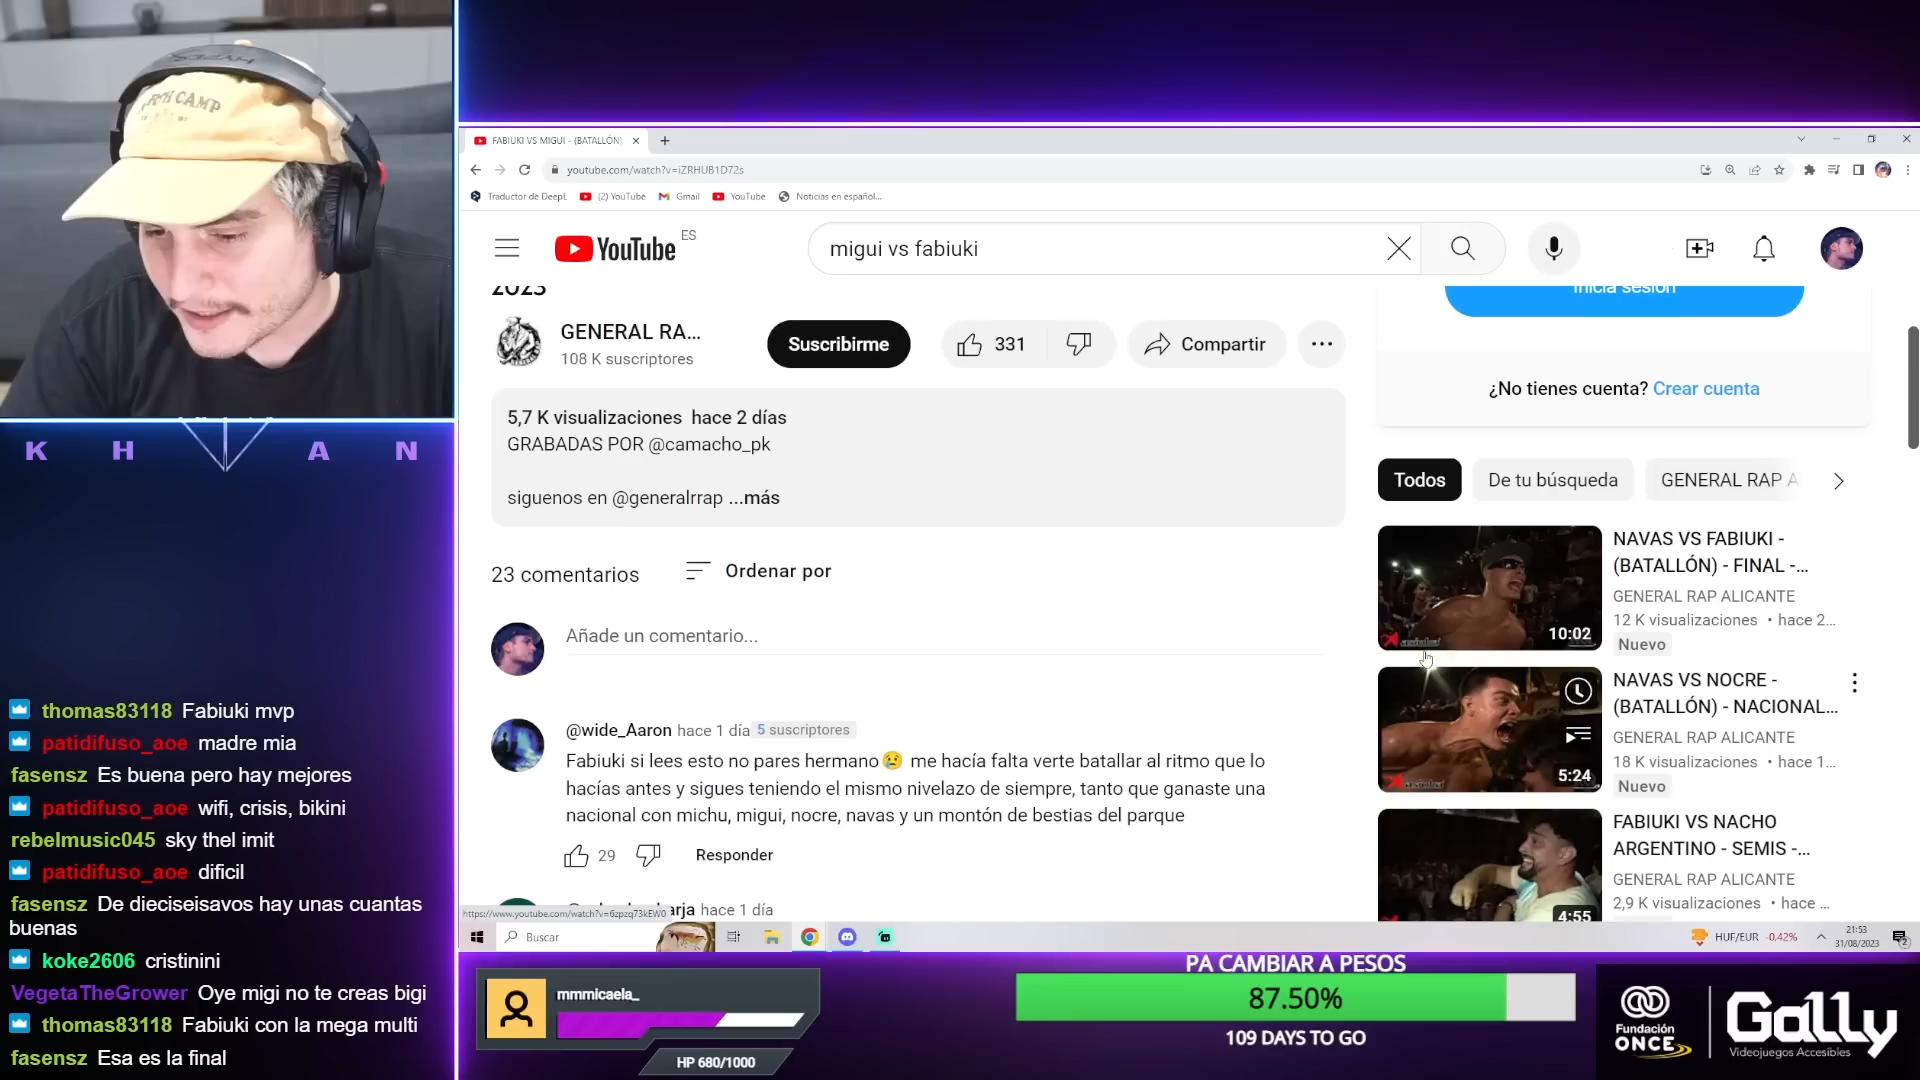 FABIUKI VS MIGUI - (BATALLÓN)
youtube.com/watch?v=iZRHUB1D72s
Traductor de DeepL
(2) YouTube
Gmail
YouTube
Noticias en español...
YouTube
ES
migui vs fabiuki
2023
Inicia sesión
GENERAL RA...
108 K suscriptores
Suscribirme
331
Compartir
¿No tienes cuenta? Crear cuenta
5,7 K visualizaciones hace 2 días
GRABADAS POR @camacho_pk
siguenos en @generalrrap ...más
Todos
De tu búsqueda
GENERAL RAP A
23 comentarios
Ordenar por
Añade un comentario...
@wide_Aaron hace 1 día 5 suscriptores
Fabiuki si lees esto no pares hermano😢 me hacía falta verte batallar al ritmo que lo
hacías antes y sigues teniendo el mismo nivelazo de siempre, tanto que ganaste una
nacional con michu, migui, nocre, navas y un montón de bestias del parque
29
Responder
hace 1 día
https://www.youtube.com/watch?v=6zpzq73kEW0
10:02
NAVAS VS FABIUKI -
(BATALLÓN) - FINAL -...
GENERAL RAP ALICANTE
12 K visualizaciones • hace 2...
Nuevo
5:24
NAVAS VS NOCRE -
(BATALLÓN) - NACIONAL...
GENERAL RAP ALICANTE
18 K visualizaciones • hace 1...
Nuevo
4:55
FABIUKI VS NACHO
ARGENTINO - SEMIS -...
GENERAL RAP ALICANTE
2,9 K visualizaciones • hace ...
Buscar
HUF/EUR -0,42%
21:53
31/08/2023
2
K H A N
thomas83118 Fabiuki mvp
patidifuso_aoe madre mia
fasensz Es buena pero hay mejores
patidifuso_aoe wifi, crisis, bikini
rebelmusic045 sky thel imit
patidifuso_aoe dificil
fasensz De dieciseisavos hay unas cuantas
buenas
koke2606 cristinini
VegetaTheGrower Oye migi no te creas bigi
thomas83118 Fabiuki con la mega multi
fasensz Esa es la final
mmmicaela_
HP 680/1000
PA CAMBIAR A PESOS
87.50%
109 DAYS TO GO
Fundación
ONCE
Gally
Videojuegos Accesibles